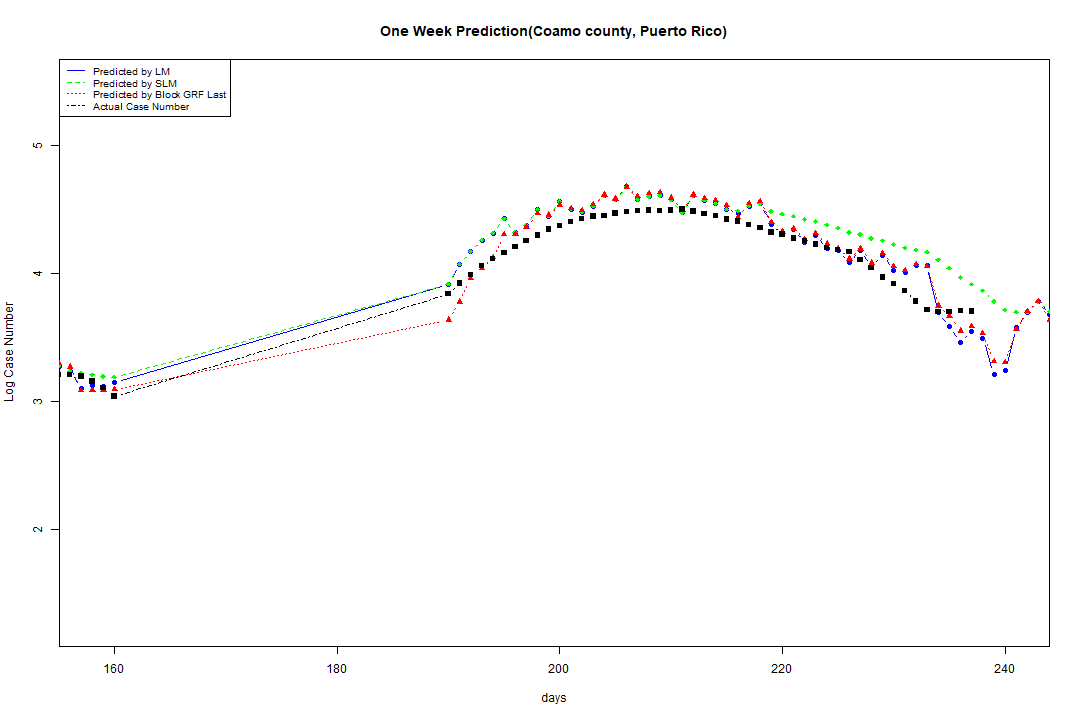 One Week Prediction(Coamo county, Puerto Rico)
Predicted by LM
Predicted by SLM
Predicted by Block GRF Last
Actual Case Number
5
4
3
2
Log Case Number
160 180 200 220 240
days